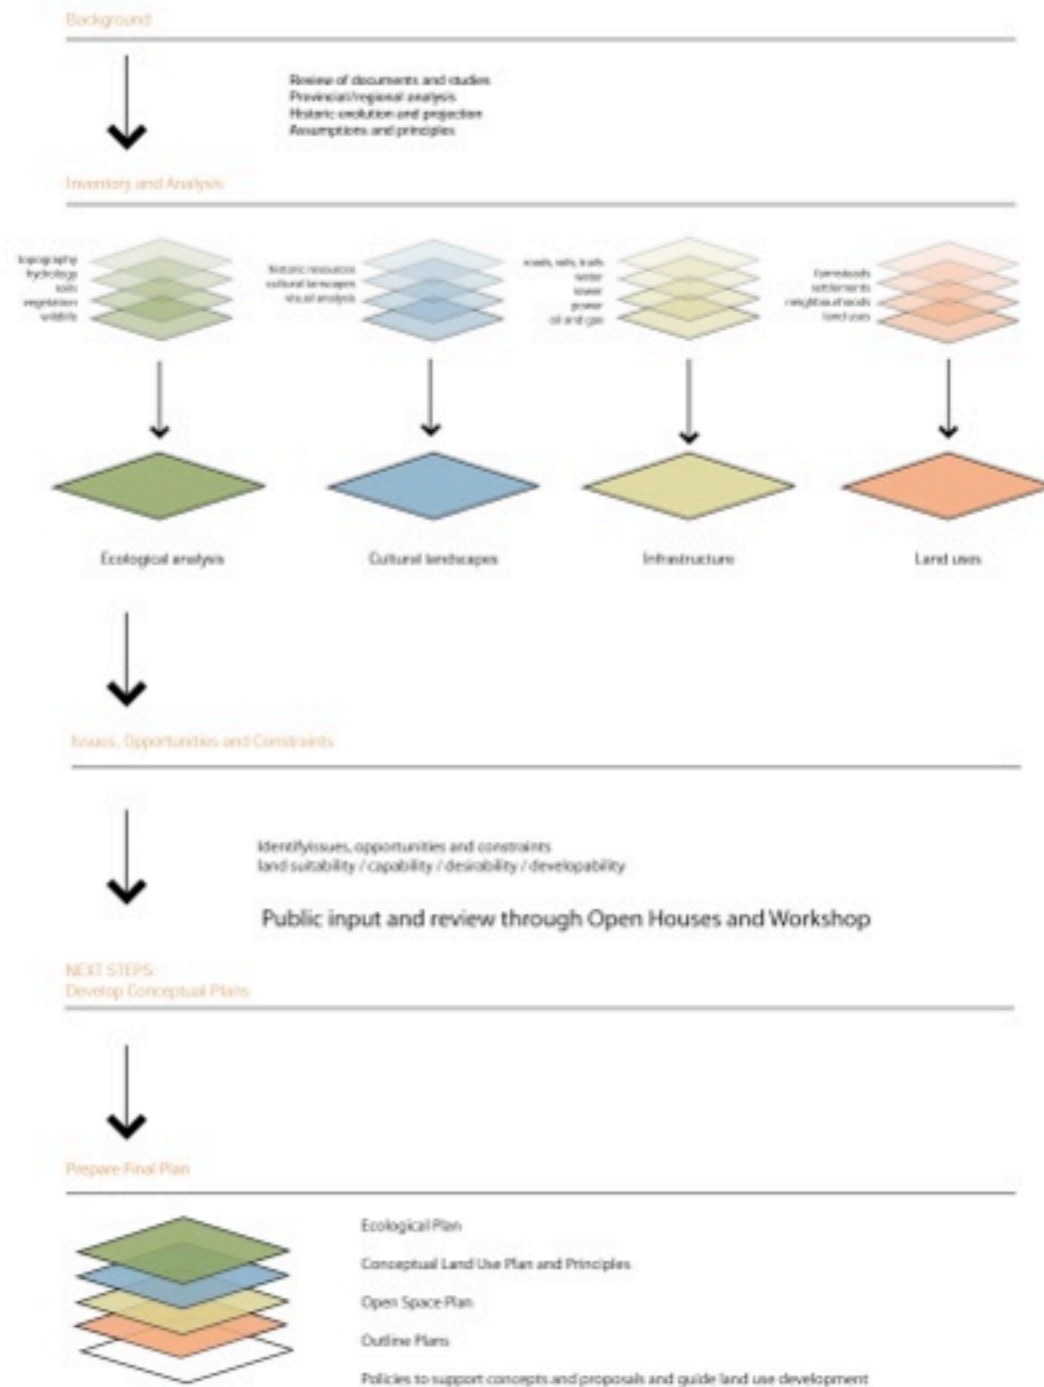 Background
Review of documents and studies
Provincial/regional analysis
Historic evolution and projection
Assumptions and principles
Inventory and Analysis
topography
hydrology
soils
vegetation
wildlife
historic resources
cultural lanscapes
visual analysis
roads, rails, trails
water
sewer
power
oil and gas
farmsteads
settlements
neighbourhoods
land uses
Ecological analysis
Cultural landscapes
Infrastructure
Land uses
Issues, Opportunities and Constraints
Identifyissues, opportunities and constraints
land suitability / capability / desirability / developability
Public input and review through Open Houses and Workshop
NEXT STEPS:
Develop Conceptual Plans
Prepare Final Plan
Ecological Plan
Conceptual Land Use Plan and Principles
Open Space Plan
Outline Plans
Policies to support concepts and proposals and guide land use development